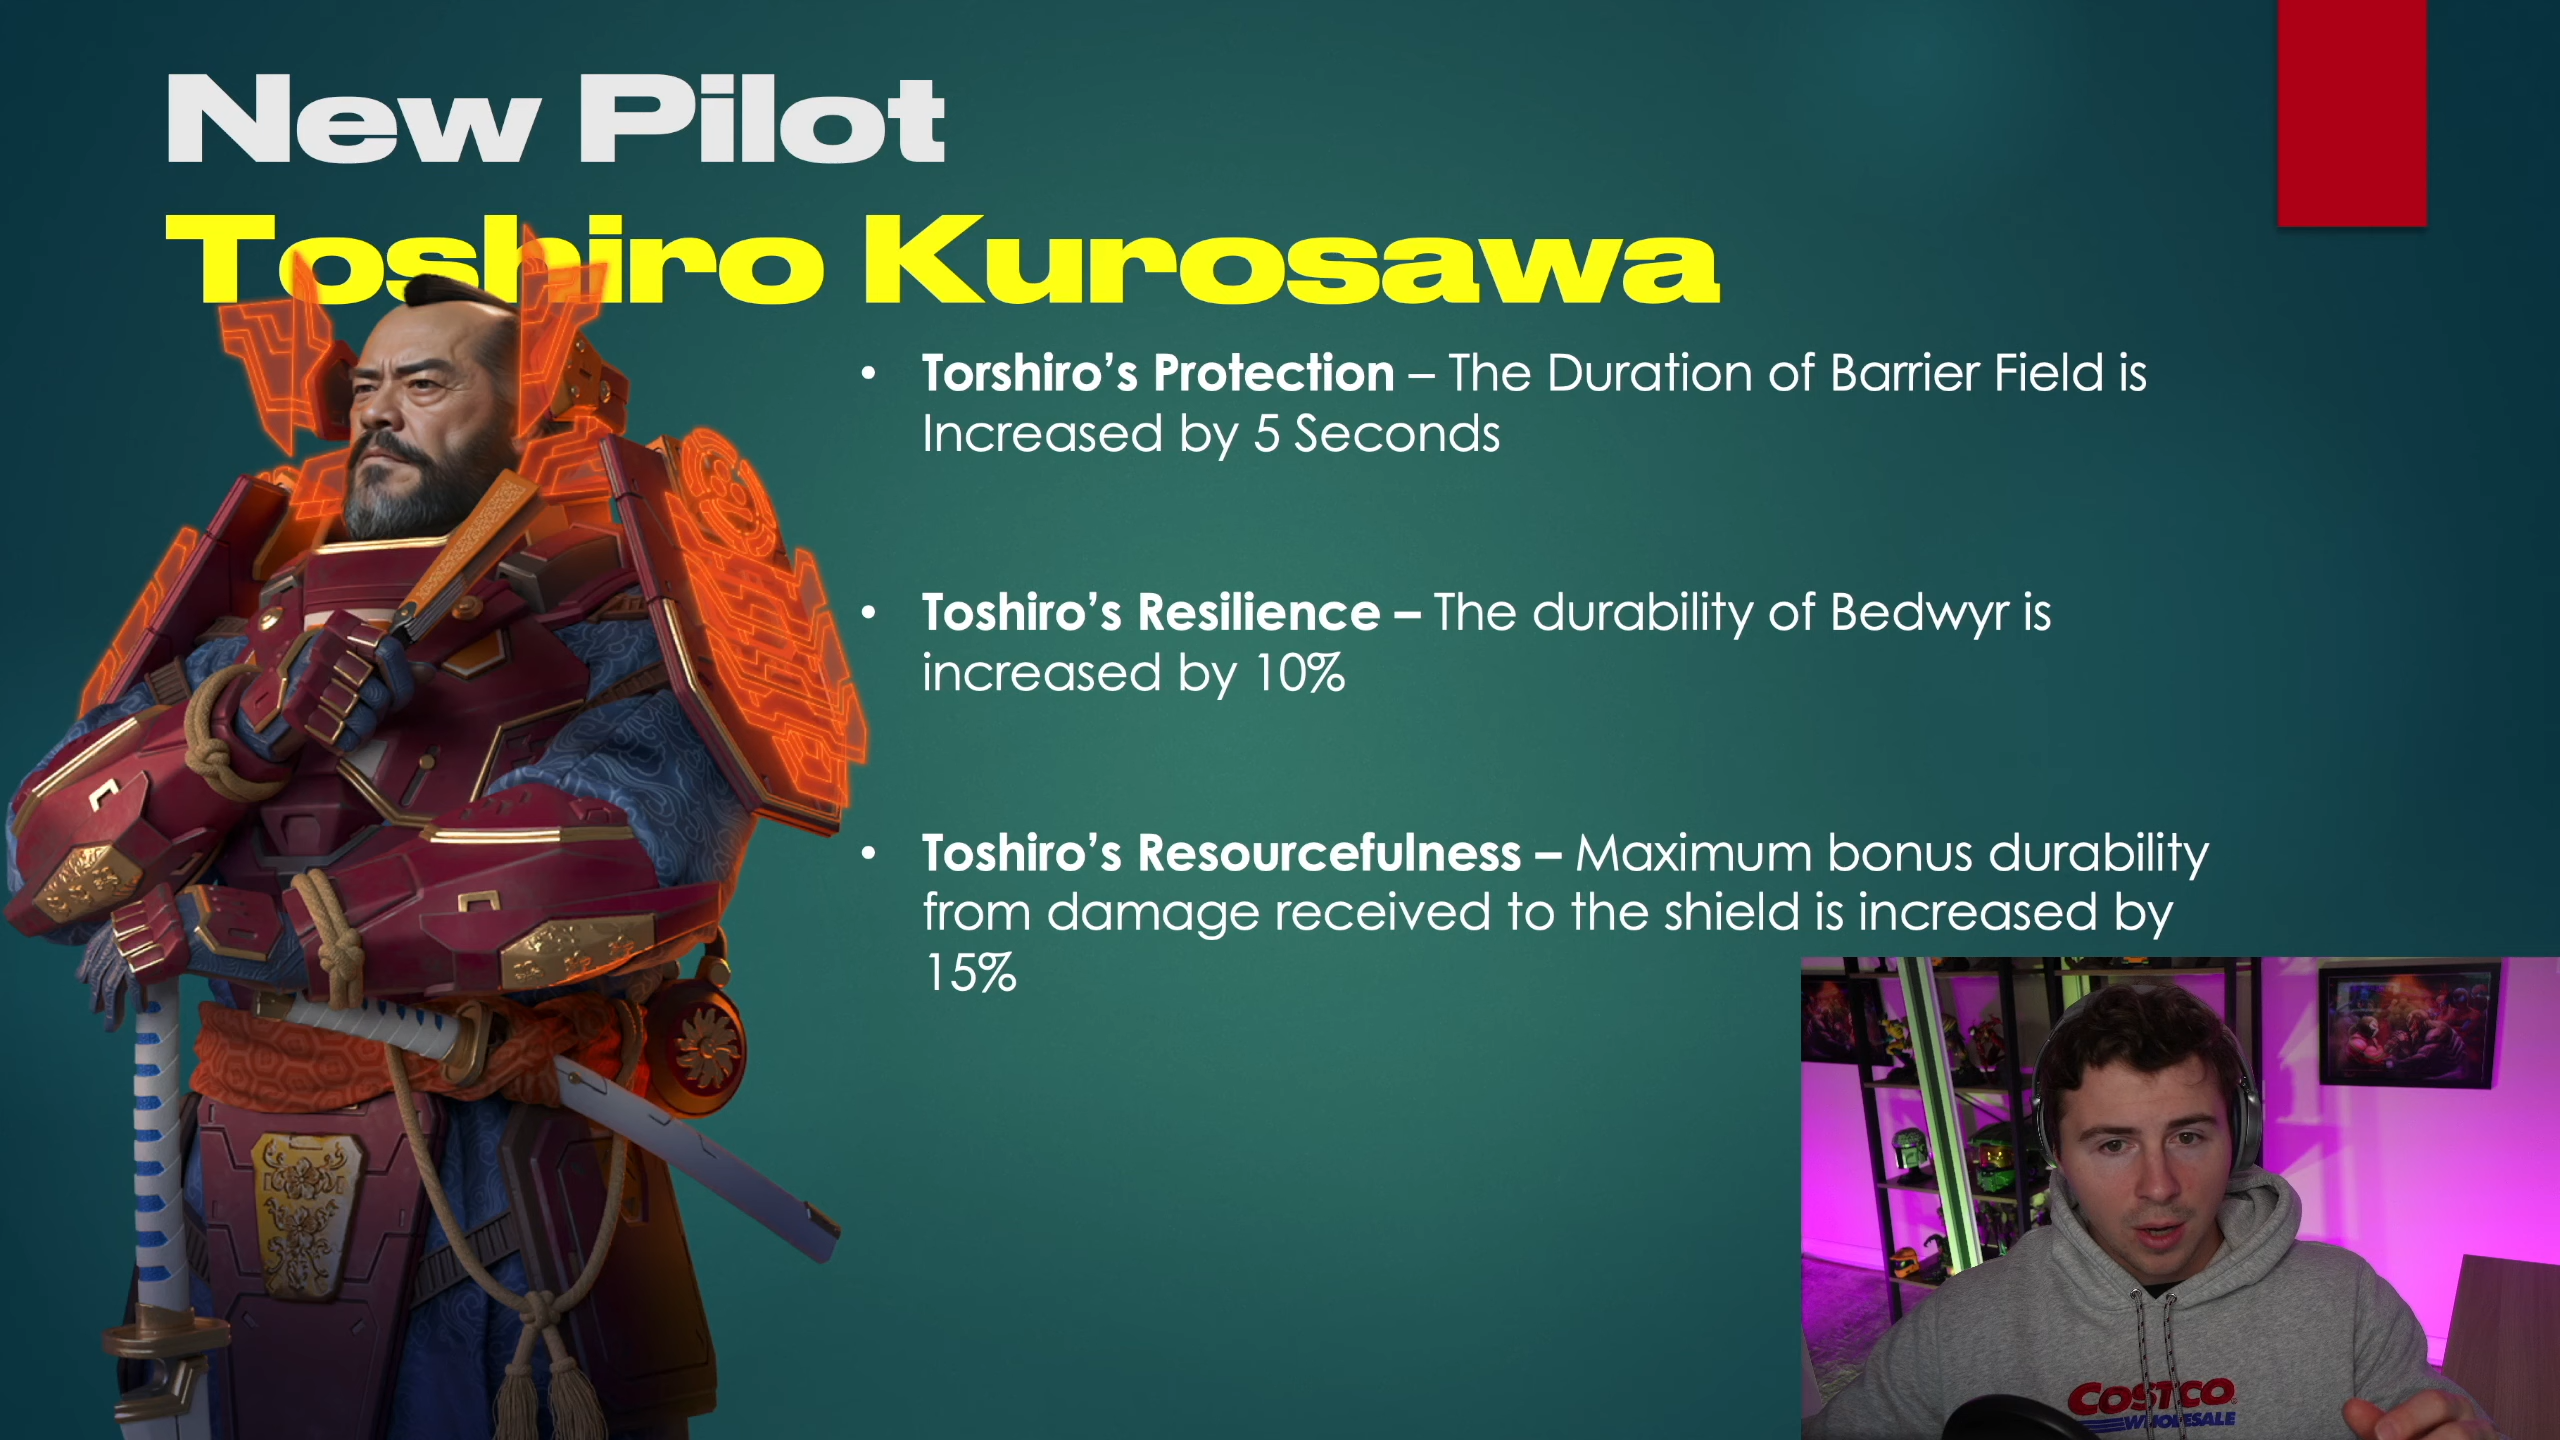 New Pilot
Toshiro Kurosawa
• Torshiro’s Protection – The Duration of Barrier Field is
Increased by 5 Seconds
• Toshiro’s Resilience – The durability of Bedwyr is
increased by 10%
• Toshiro’s Resourcefulness – Maximum bonus durability
from damage received to the shield is increased by
15%
COSTCO
WHOLESALE